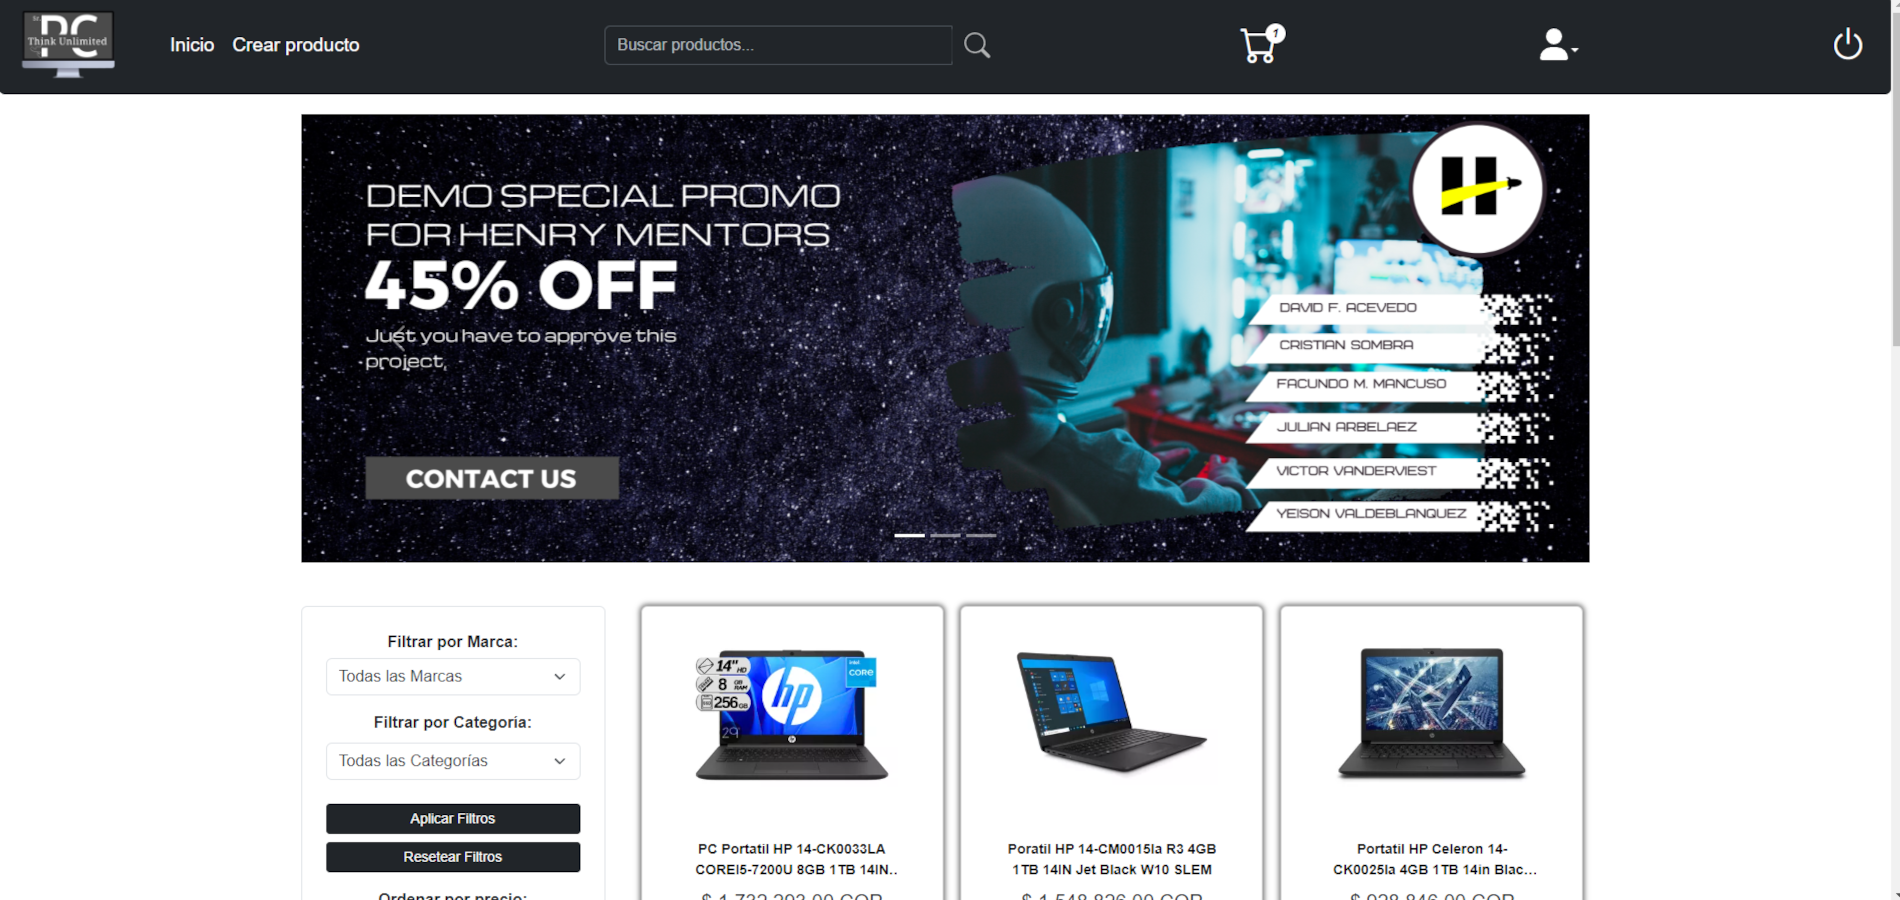 PC
Think Unlimited
Inicio
Crear producto
Buscar productos...
1
DEMO SPECIAL PROMO
FOR HENRY MENTORS
45% OFF
Just you have to approve this
project.
CONTACT US
H
DAVID F. ACEVEDO
CRISTIAN SOMBRA
FACUNDO M. MANCUSO
JULIAN ARBELAEZ
VICTOR VANDERVIEST
YEISON VALDEBLANQUEZ
Filtrar por Marca:
Todas las Marcas
Filtrar por Categoria:
Todas las Categorías
Aplicar Filtros
Resetear Filtros
Ordenar por precio:
14" HD
8 GB RAM
256 GB
hp
intel
CORE
29
PC Portatil HP 14-CK0033LA
COREI5-7200U 8GB 1TB 14IN..
$ 1.732.293,00 COP
Poratil HP 14-CM0015la R3 4GB
1TB 14IN Jet Black W10 SLEM
$ 1.548.826,00 COP
Portatil HP Celeron 14-
CK0025la 4GB 1TB 14in Blac...
$ 928.846,00 COP